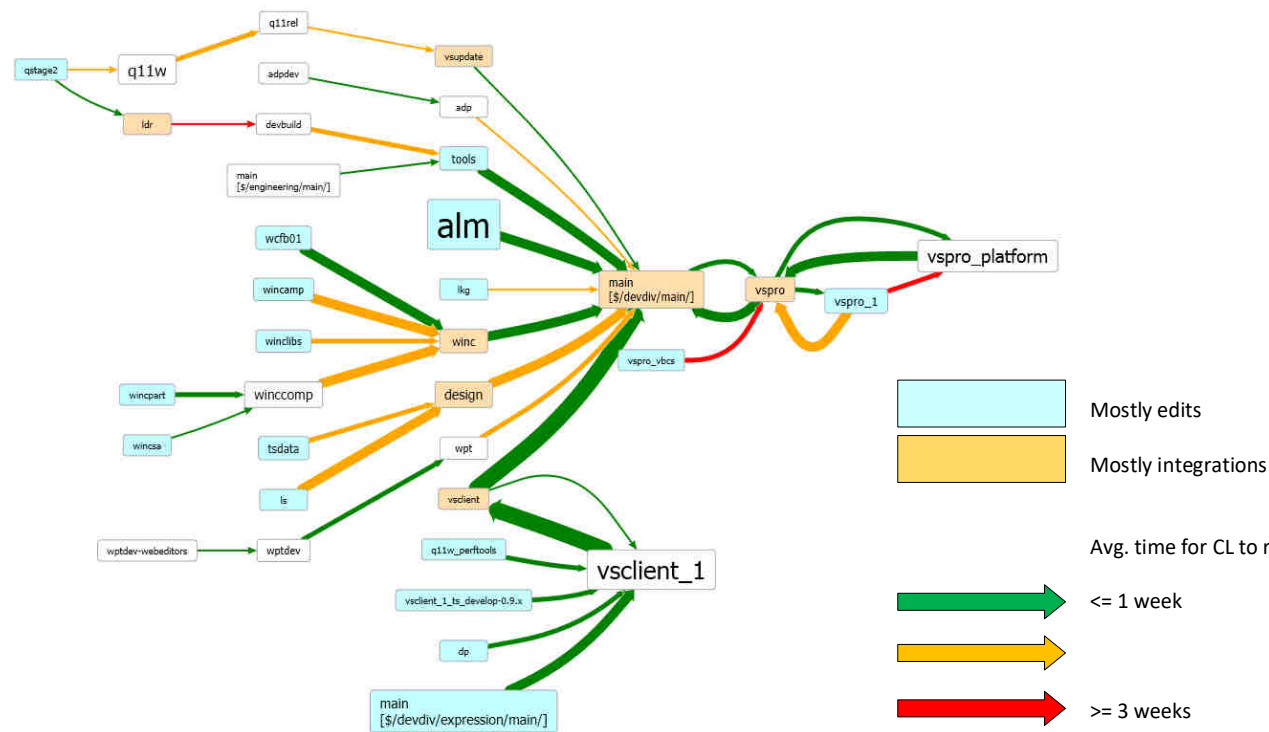 q11rel
qstage2
q11w
vsupdate
adpdev
adp
ldr
devbuild
tools
main
[$/engineering/main/]
alm
wcfb01
vspro_platform
wincamp
lkg
main
[$/devdiv/main/]
vspro
vspro_1
winclibs
winc
vspro_vbcs
wincpart
winccomp
design
Mostly edits
wincsa
tsdata
wpt
Mostly integrations
ls
vsclient
wptdev-webeditors
wptdev
q11w_perftools
vsclient_1
Avg. time for CL to
vsclient_1_ts_develop-0.9.x
<= 1 week
dp
main
[$/devdiv/expression/main/]
>= 3 weeks